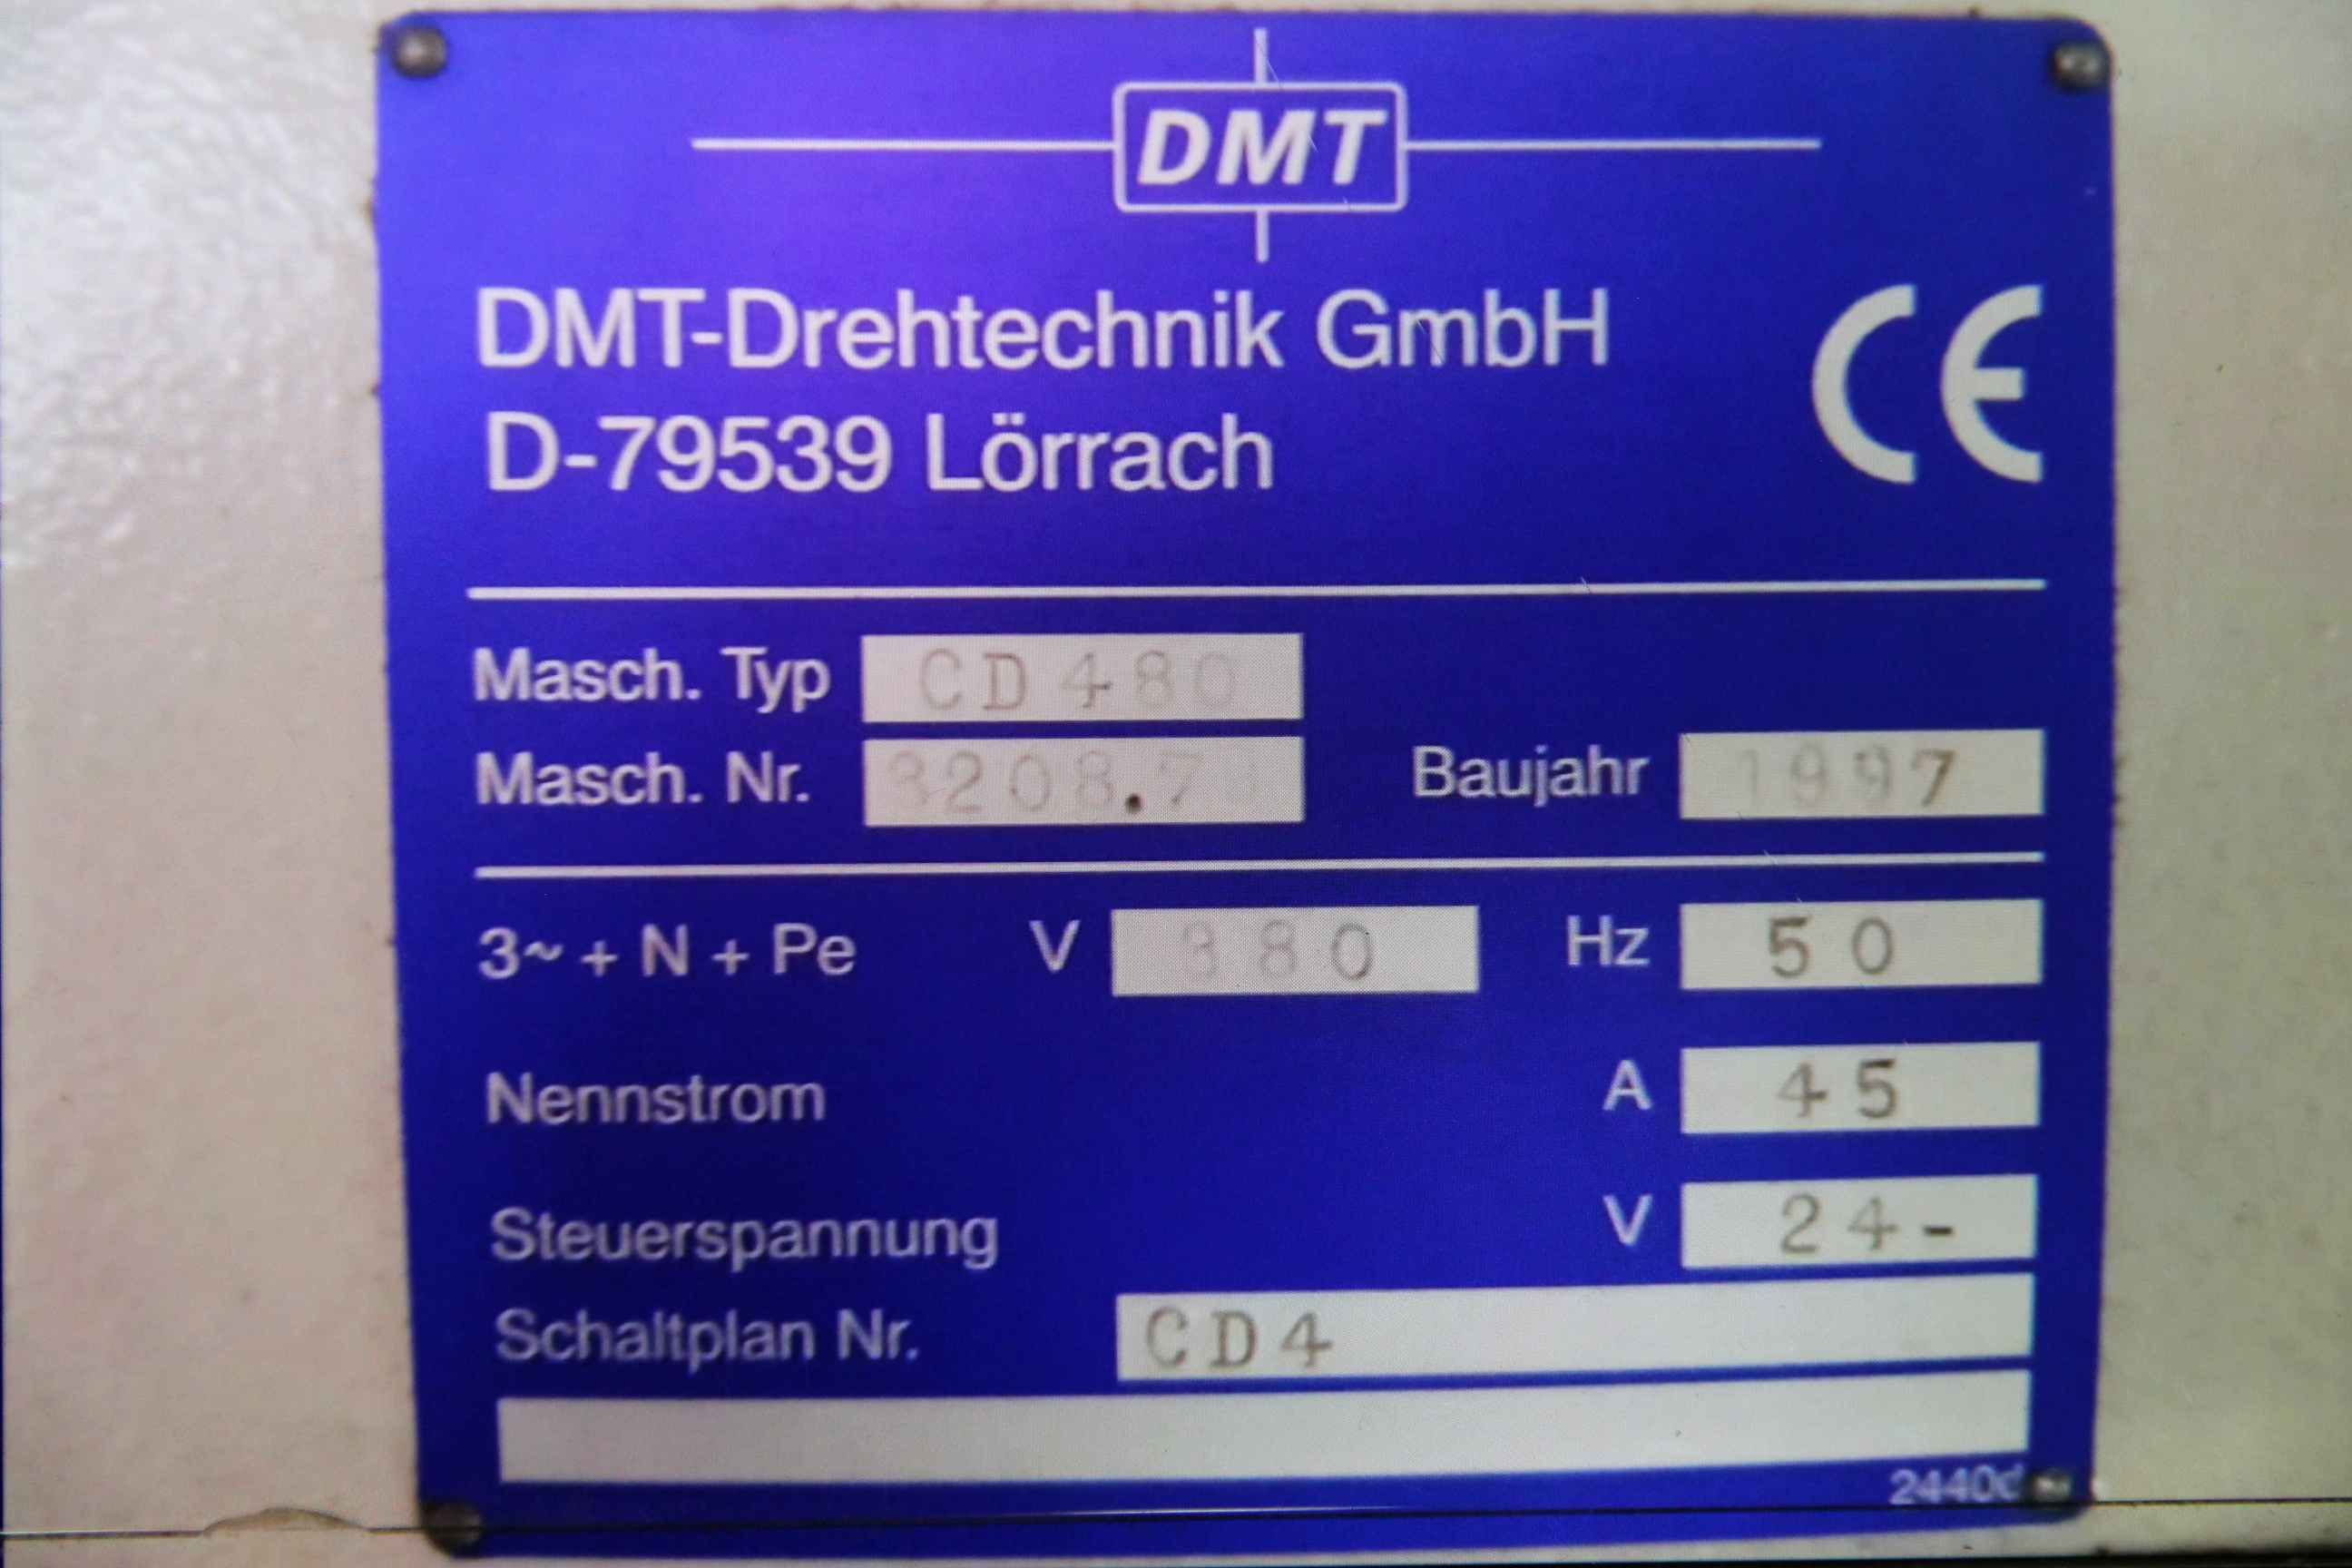 DMT
DMT-Drehtechnik GmbH
D-79539 Lörrach
CE
Masch. Typ CD480
Masch. Nr.
Baujahr 1997
3~ + N + Pe V 380 Hz 50
Nennstrom A 45
Steuerspannung V 24-
Schaltplan Nr. CD4
2440d